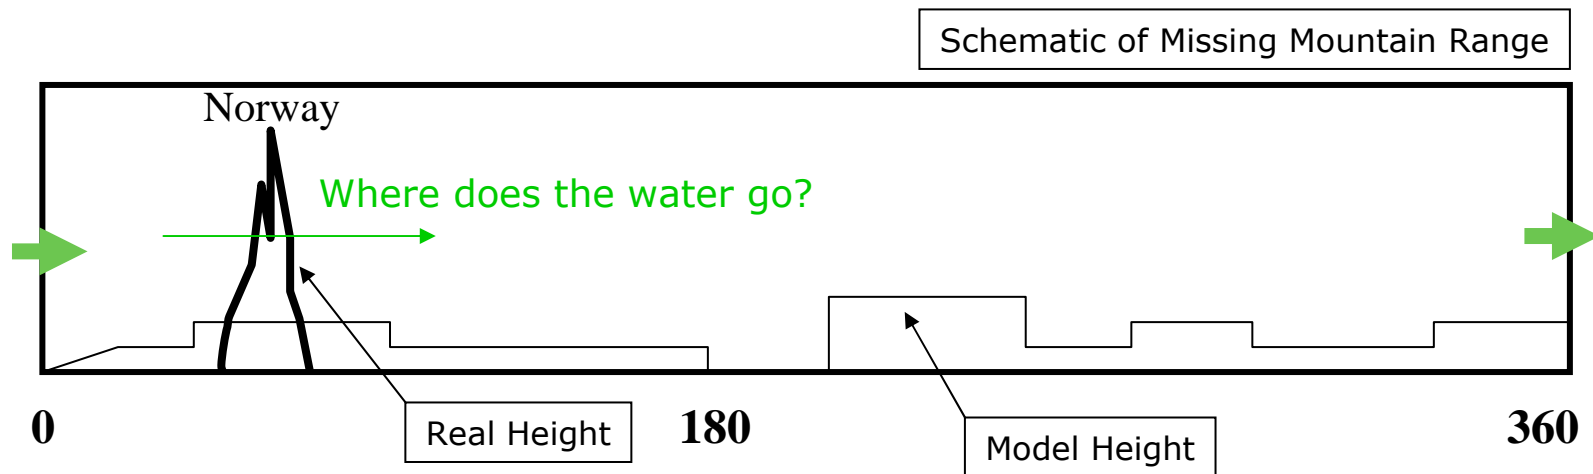 Schematic of Missing Mountain Range
Norway
Where does the water go?
0
180
360
Real Height
Model Height